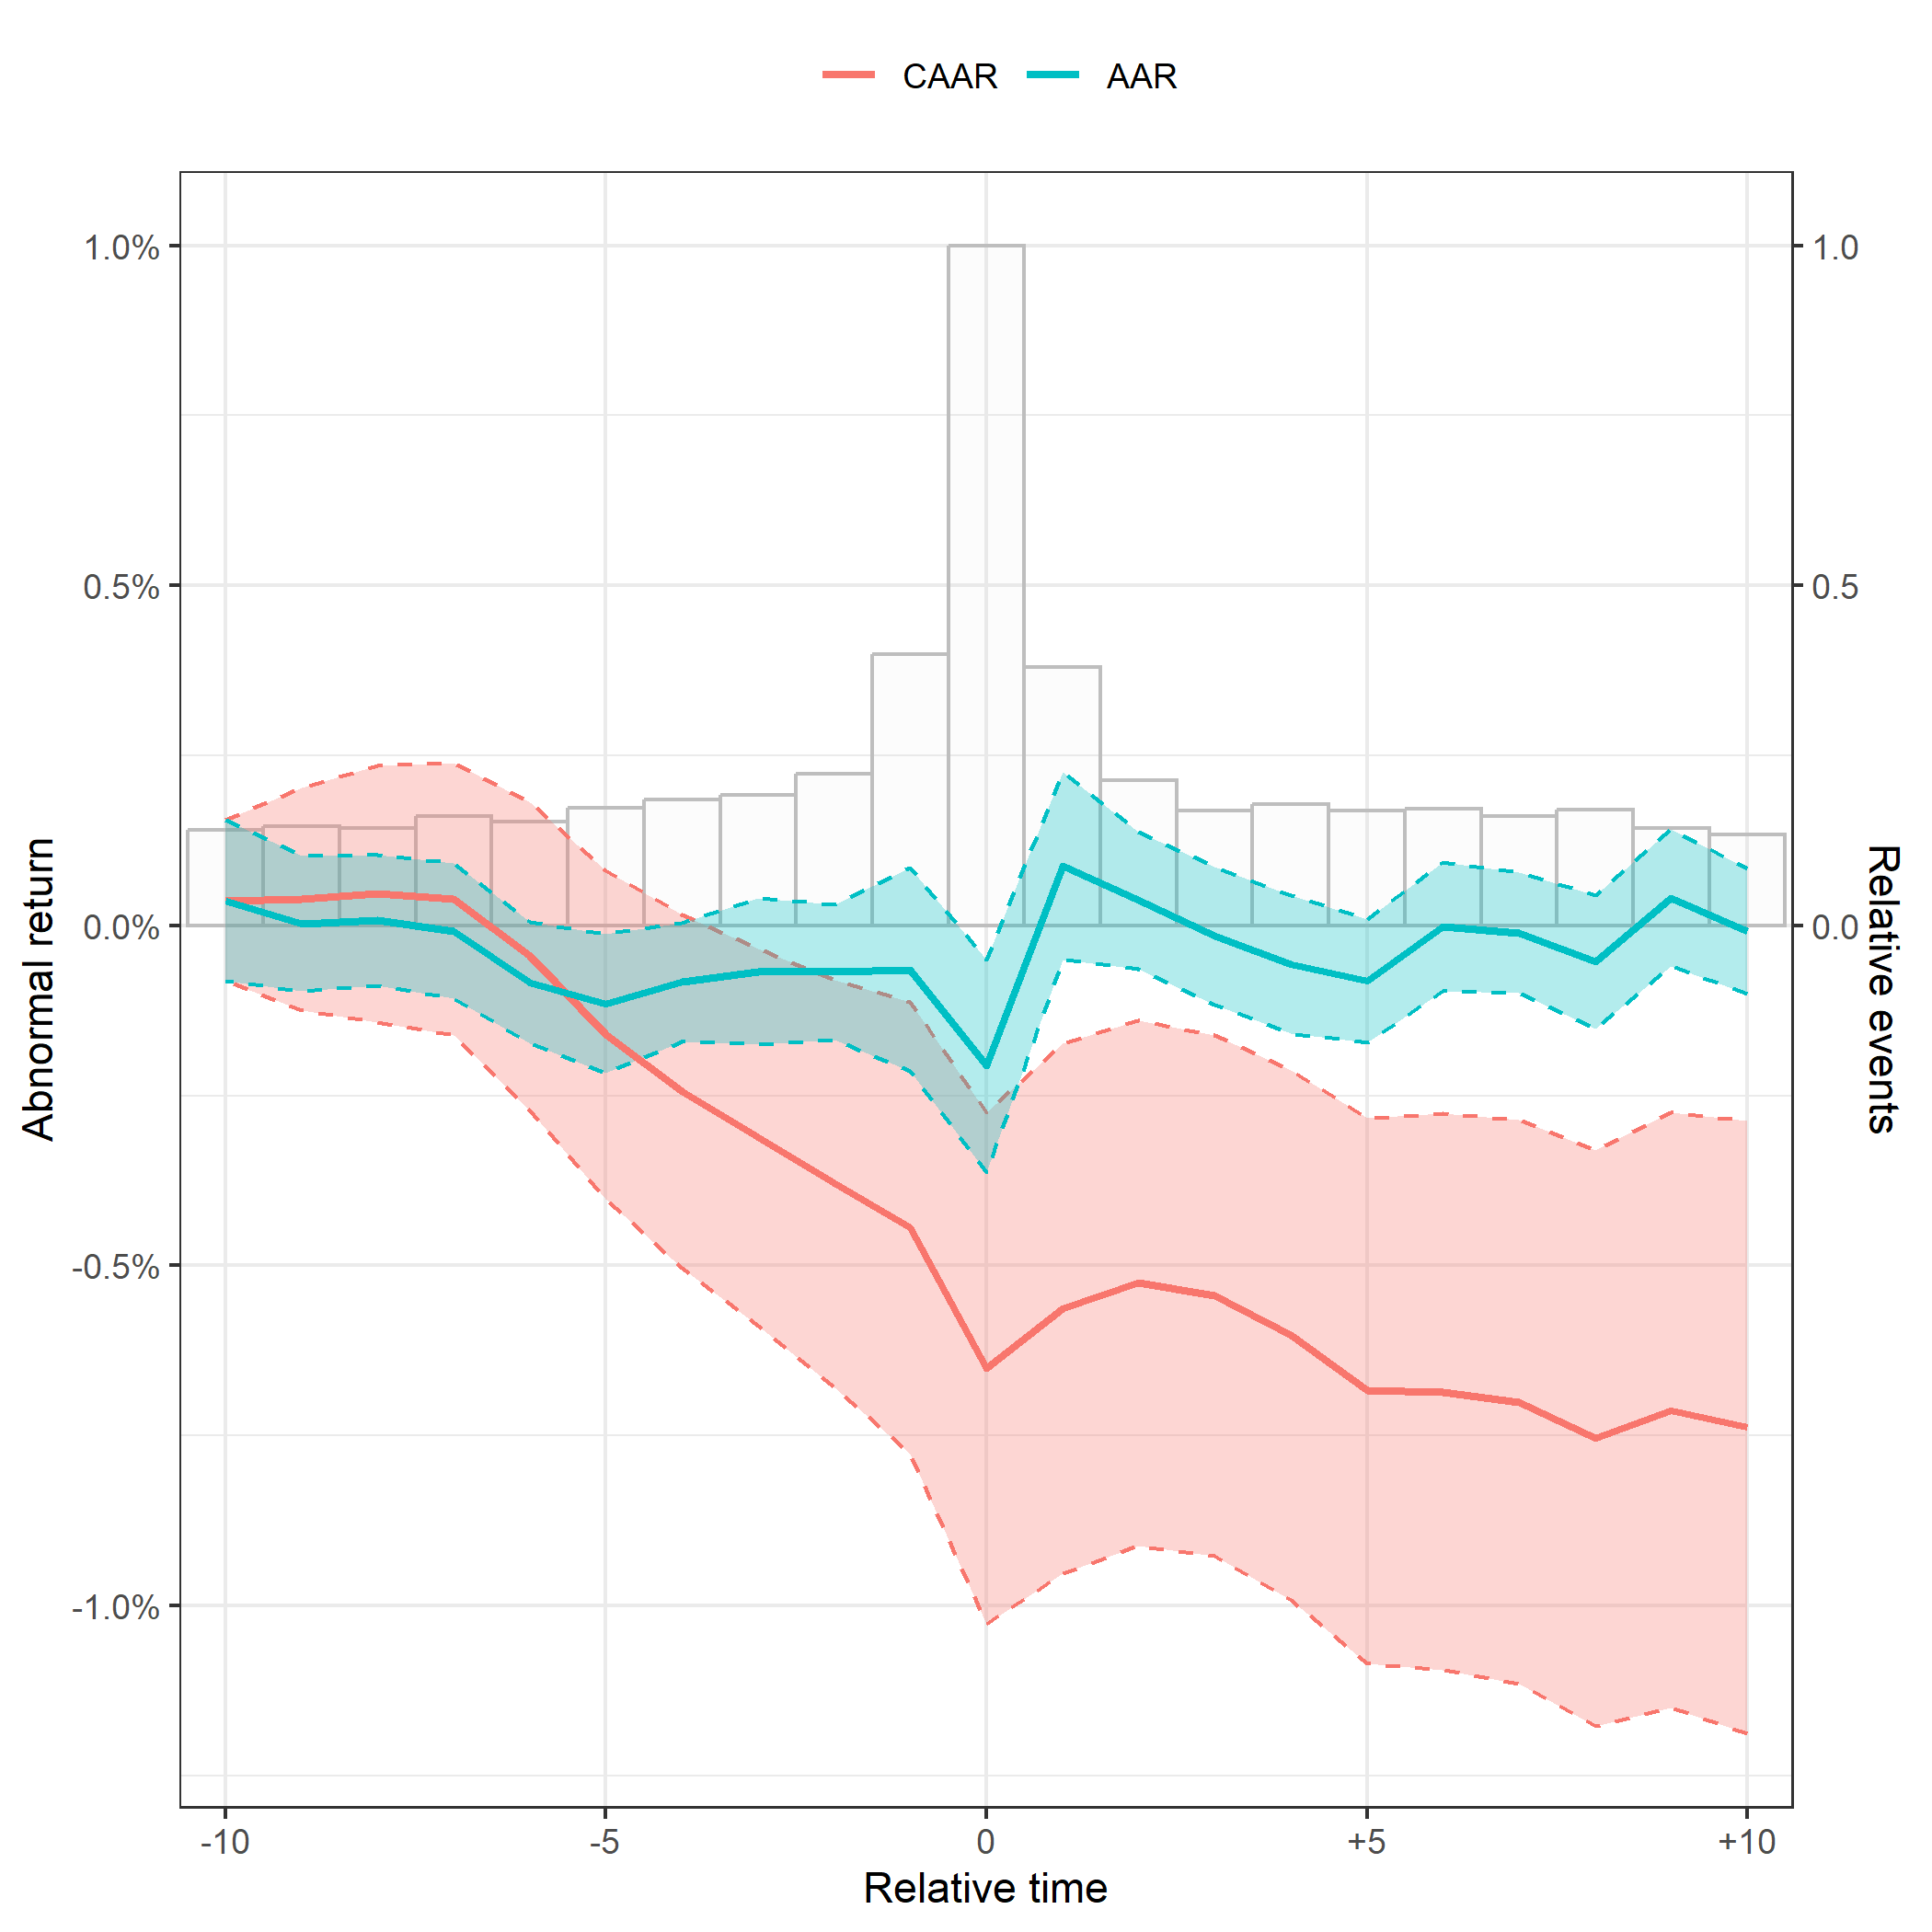 CAAR AAR
1.0% 1.0
0.5% 0.5
0.0% 0.0
-0.5%
-1.0%
Abnormal return
Relative events
-10 -5 0 +5 +10
Relative time